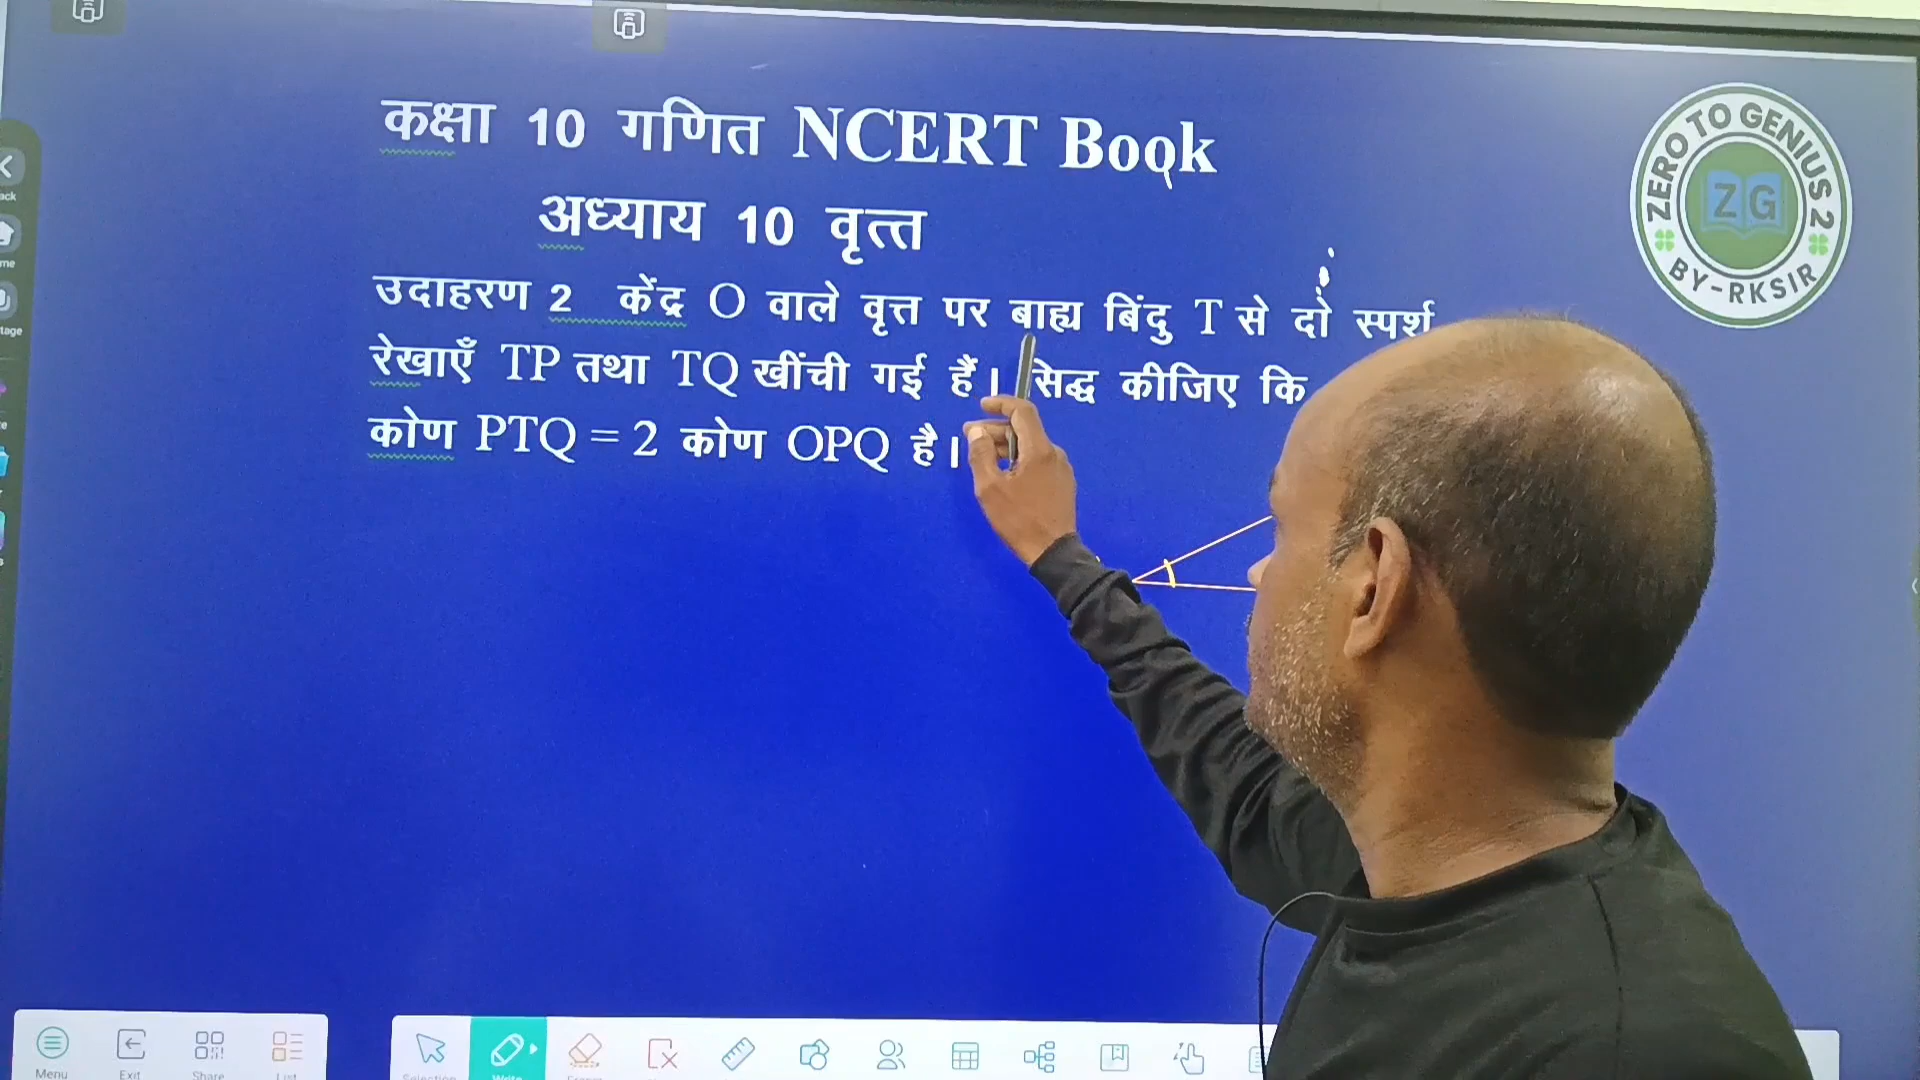 कक्षा 10 गणित NCERT Book
अध्याय 10 वृत्त
उदाहरण 2 केंद्र O वाले वृत्त पर बाह्य बिंदु T से दो स्पर्श
रेखाएँ TP तथा TQ खींची गई हैं। सिद्ध कीजिए कि
कोण PTQ = 2 कोण OPQ है।
ZERO TO GENIUS 2
ZG
BY-RKSIR
Menu
Exit
Share